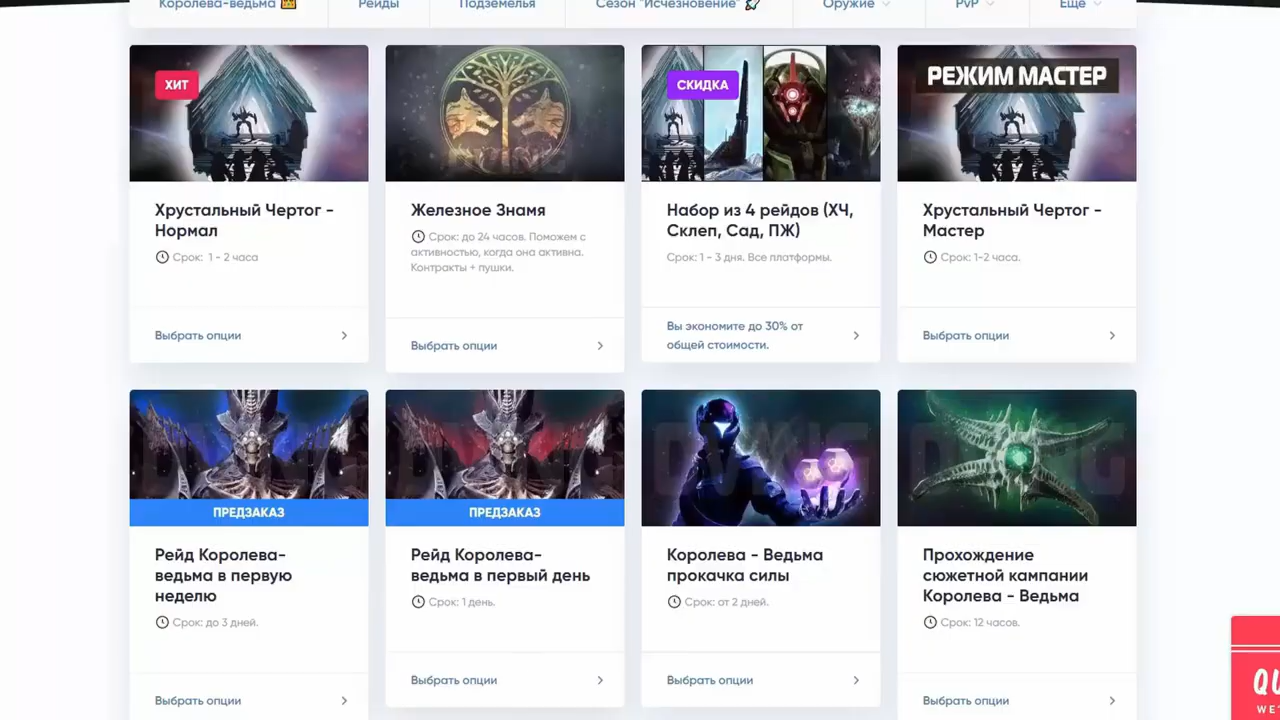 Королева-ведьма
Рейды
Подземелья
Сезон "Исчезновение"
Оружие
PvP
Еще
ХИТ
Хрустальный Чертог -
Нормал
Срок: 1 - 2 часа
Выбрать опции
Железное Знамя
Срок: до 24 часов. Поможем с
активностью, когда она активна.
Контракты + пушки.
Выбрать опции
СКИДКА
Набор из 4 рейдов (ХЧ,
Склеп, Сад, ПЖ)
Срок: 1 - 3 дня. Все платформы.
Вы экономите до 30% от
общей стоимости.
РЕЖИМ МАСТЕР
Хрустальный Чертог -
Мастер
Срок: 1-2 часа.
Выбрать опции
ПРЕДЗАКАЗ
Рейд Королева-
ведьма в первую
неделю
Срок: до 3 дней.
Выбрать опции
ПРЕДЗАКАЗ
Рейд Королева-
ведьма в первый день
Срок: 1 день.
Выбрать опции
Королева - Ведьма
прокачка силы
Срок: от 2 дней.
Выбрать опции
Прохождение
сюжетной кампании
Королева - Ведьма
Срок: 12 часов.
Выбрать опции